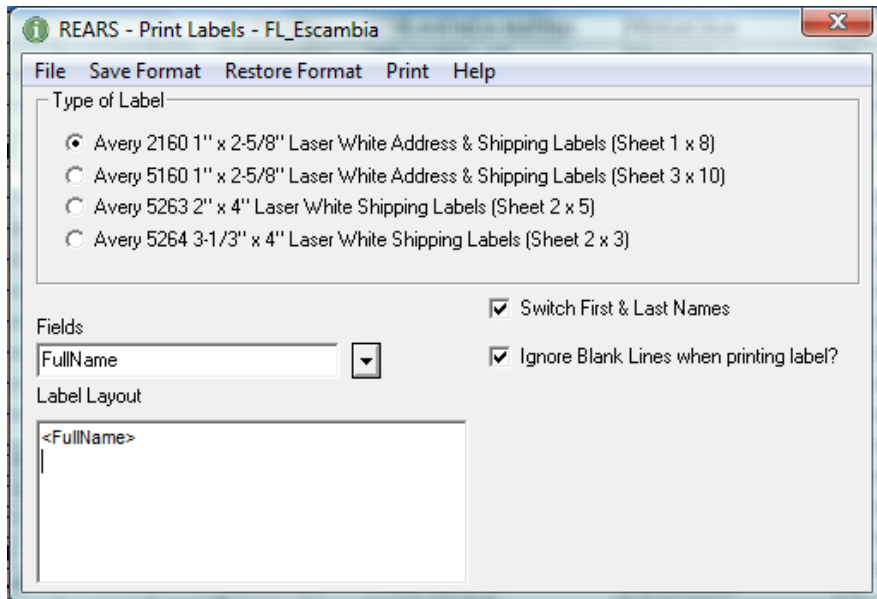 REARS - Print Labels - FL_Escambia
File Save Format Restore Format Print Help
Type of Label
Avery 2160 1" x 2-5/8" Laser White Address & Shipping Labels (Sheet 1 x 8)
Avery 5160 1" x 2-5/8" Laser White Address & Shipping Labels (Sheet 3 x 10)
Avery 5263 2" x 4" Laser White Shipping Labels (Sheet 2 x 5)
Avery 5264 3-1/3" x 4" Laser White Shipping Labels (Sheet 2 x 3)
Switch First & Last Names
Fields
FullName
Ignore Blank Lines when printing label?
Label Layout
<FullName>